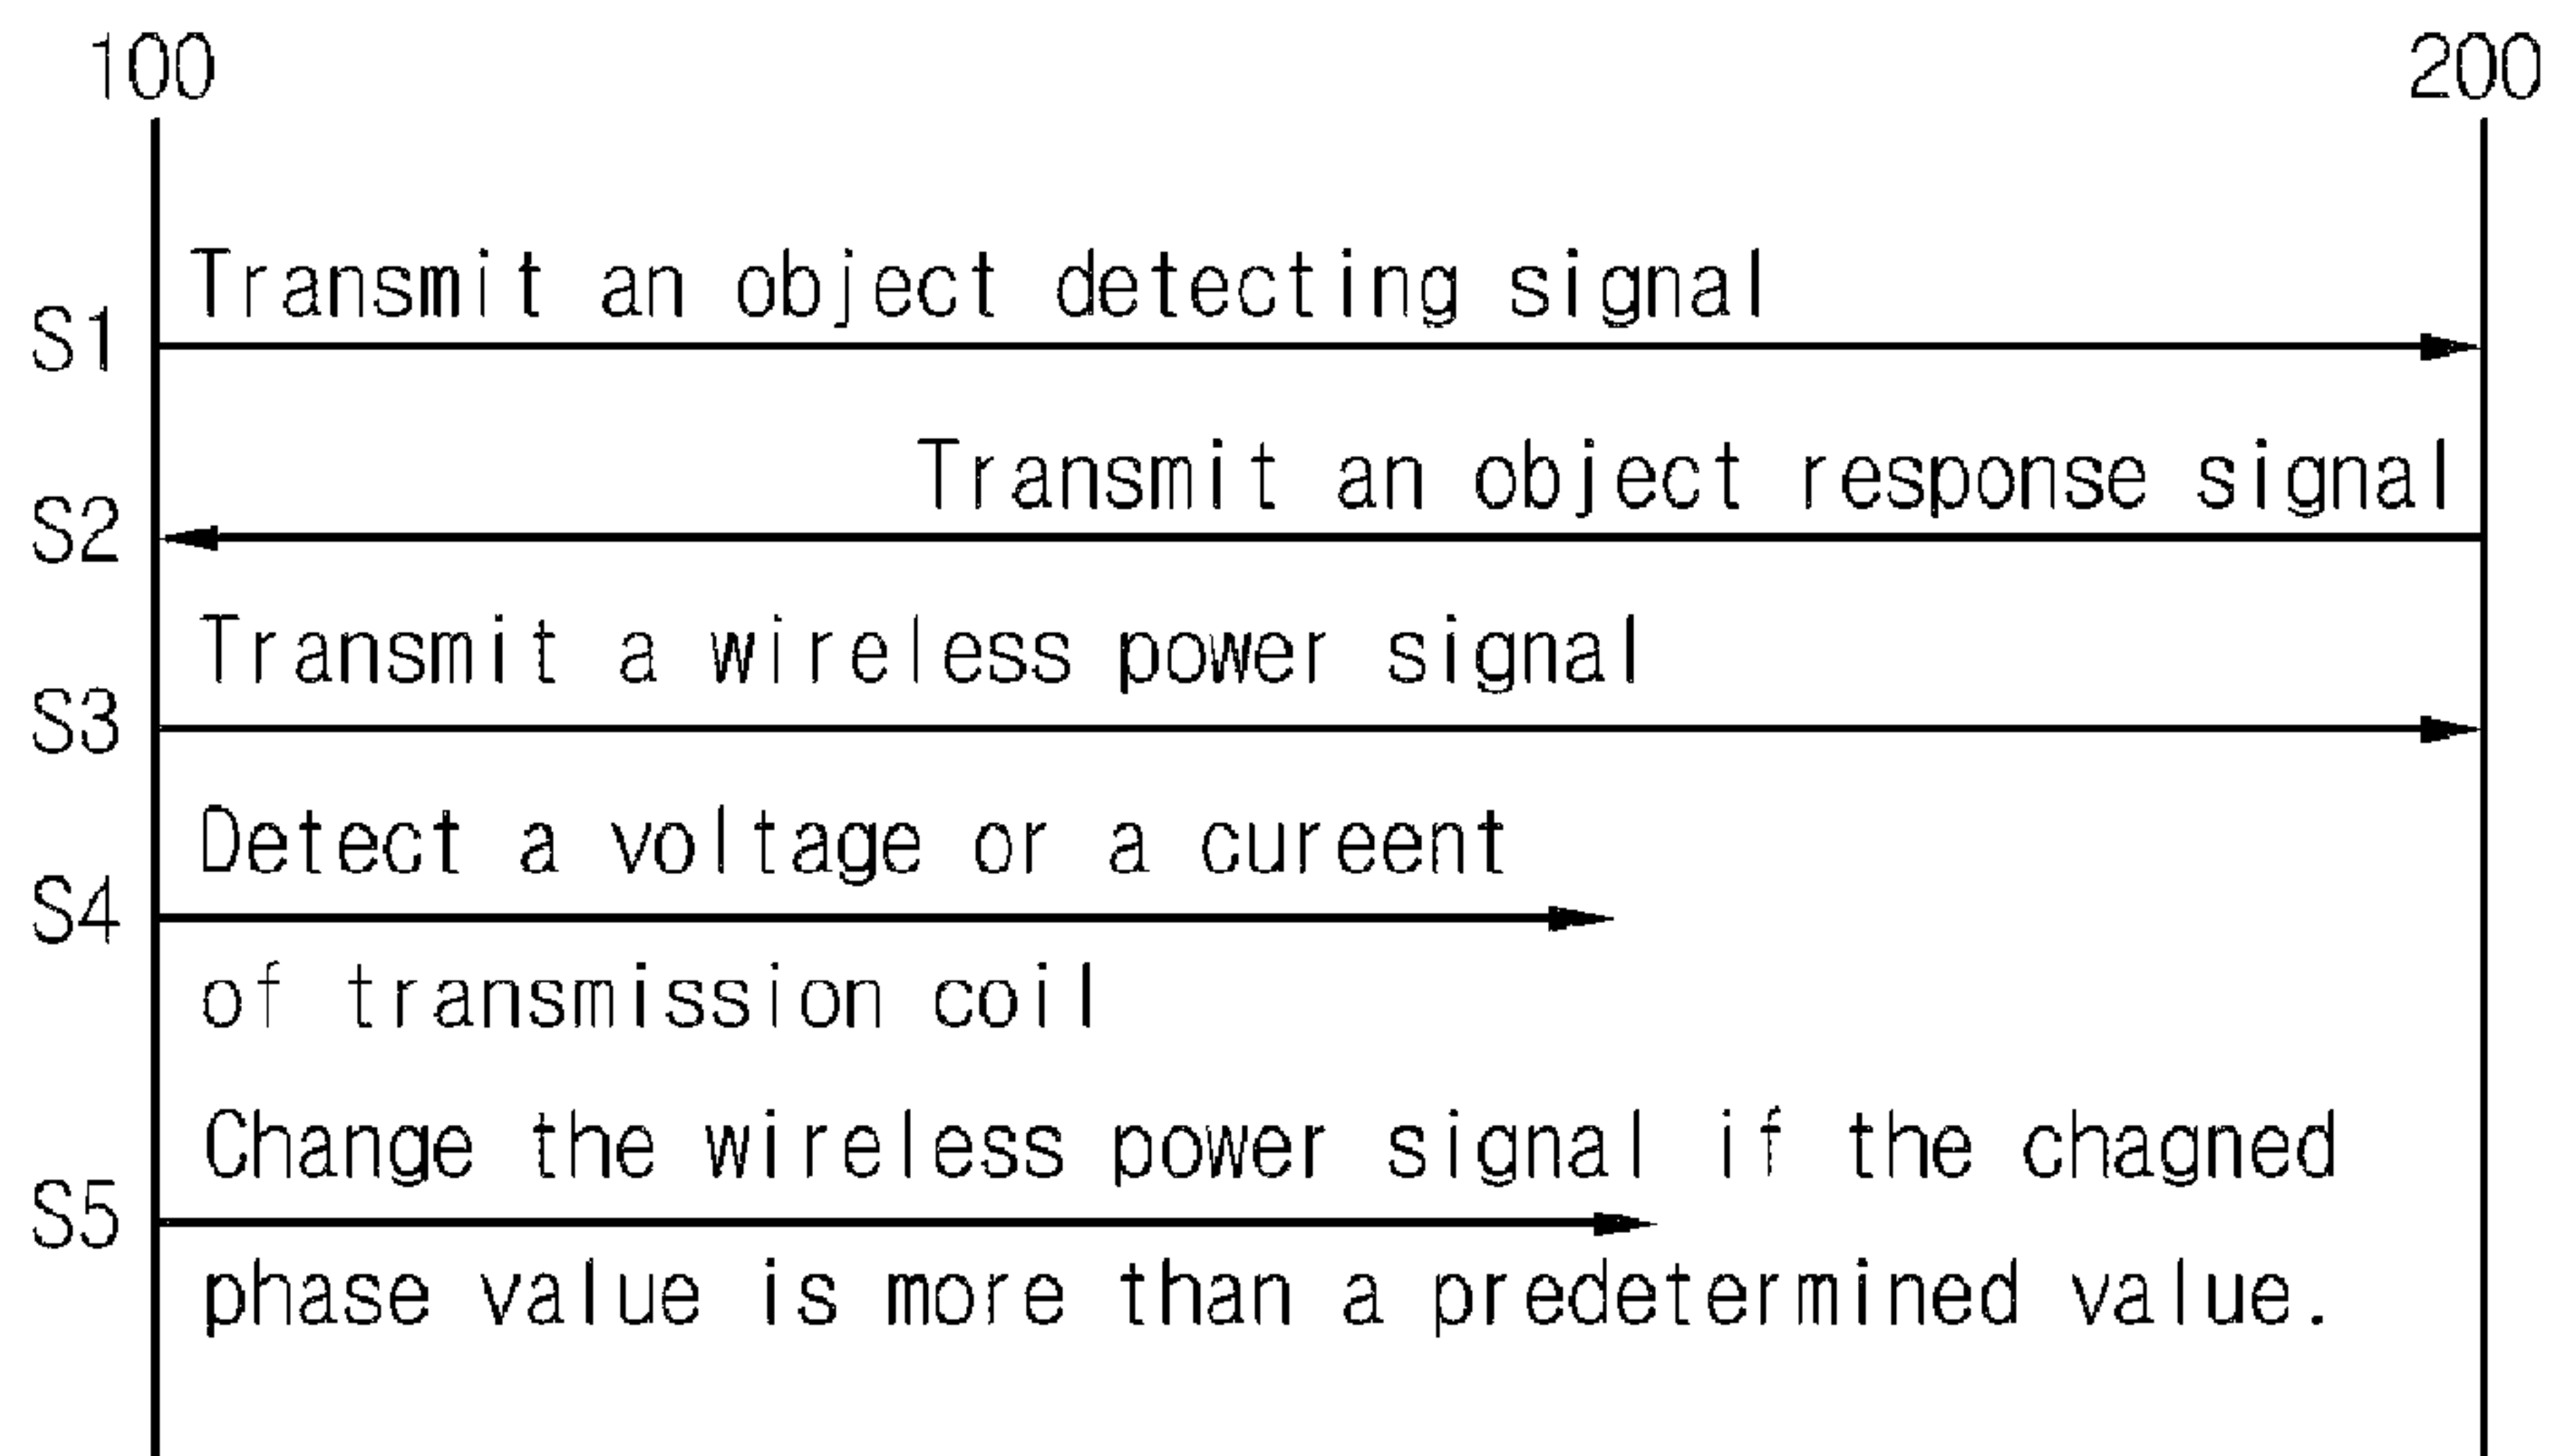 100
200
Transmit an object detecting signal
S1
Transmit an object response signal
S2
Transmit a wireless power signal
S3
Detect a voltage or a cureent
S4
of transmission coil
Change the wireless power signal if the chagned
S5
phase value is more than a predetermined value.